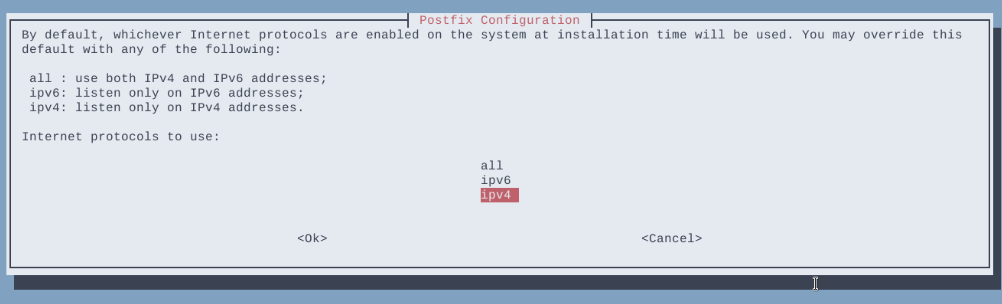 Postfix Configuration
By default, whichever Internet protocols are enabled on the system at installation time will be used. You may override this
default with any of the following:
all : use both IPv4 and IPv6 addresses;
ipv6: listen only on IPv6 addresses;
ipv4: listen only on IPv4 addresses.
Internet protocols to use:
all
ipv6
ipv4
<Ok> <Cancel>